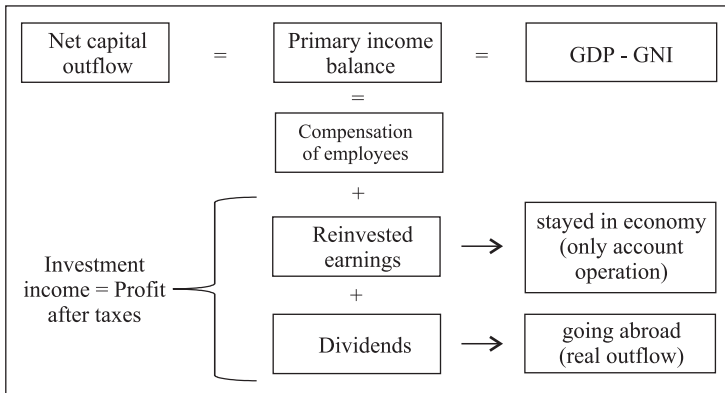 Net capital
outflow
=
Primary income
balance
=
GDP - GNI
=
Compensation
of employees
+
Investment
income = Profit
after taxes
Reinvested
earnings
stayed in economy
(only account
operation)
+
Dividends
going abroad
(real outflow)